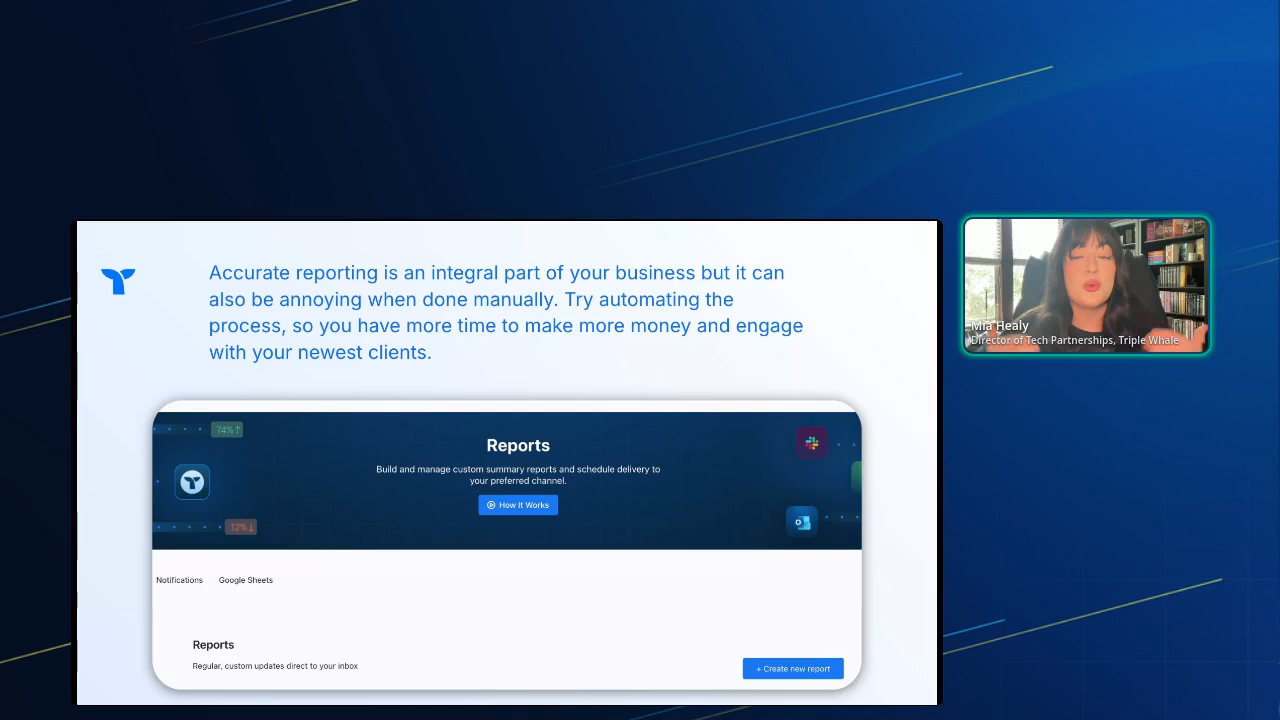 Accurate reporting is an integral part of your business but it can
also be annoying when done manually. Try automating the
process, so you have more time to make more money and engage
with your newest clients.
74%↑
Reports
Build and manage custom summary reports and schedule delivery to
your preferred channel.
How It Works
12%↓
Notifications
Google Sheets
Reports
Regular, custom updates direct to your inbox
+ Create new report
Mia Healy
Director of Tech Partnerships, Triple Whale